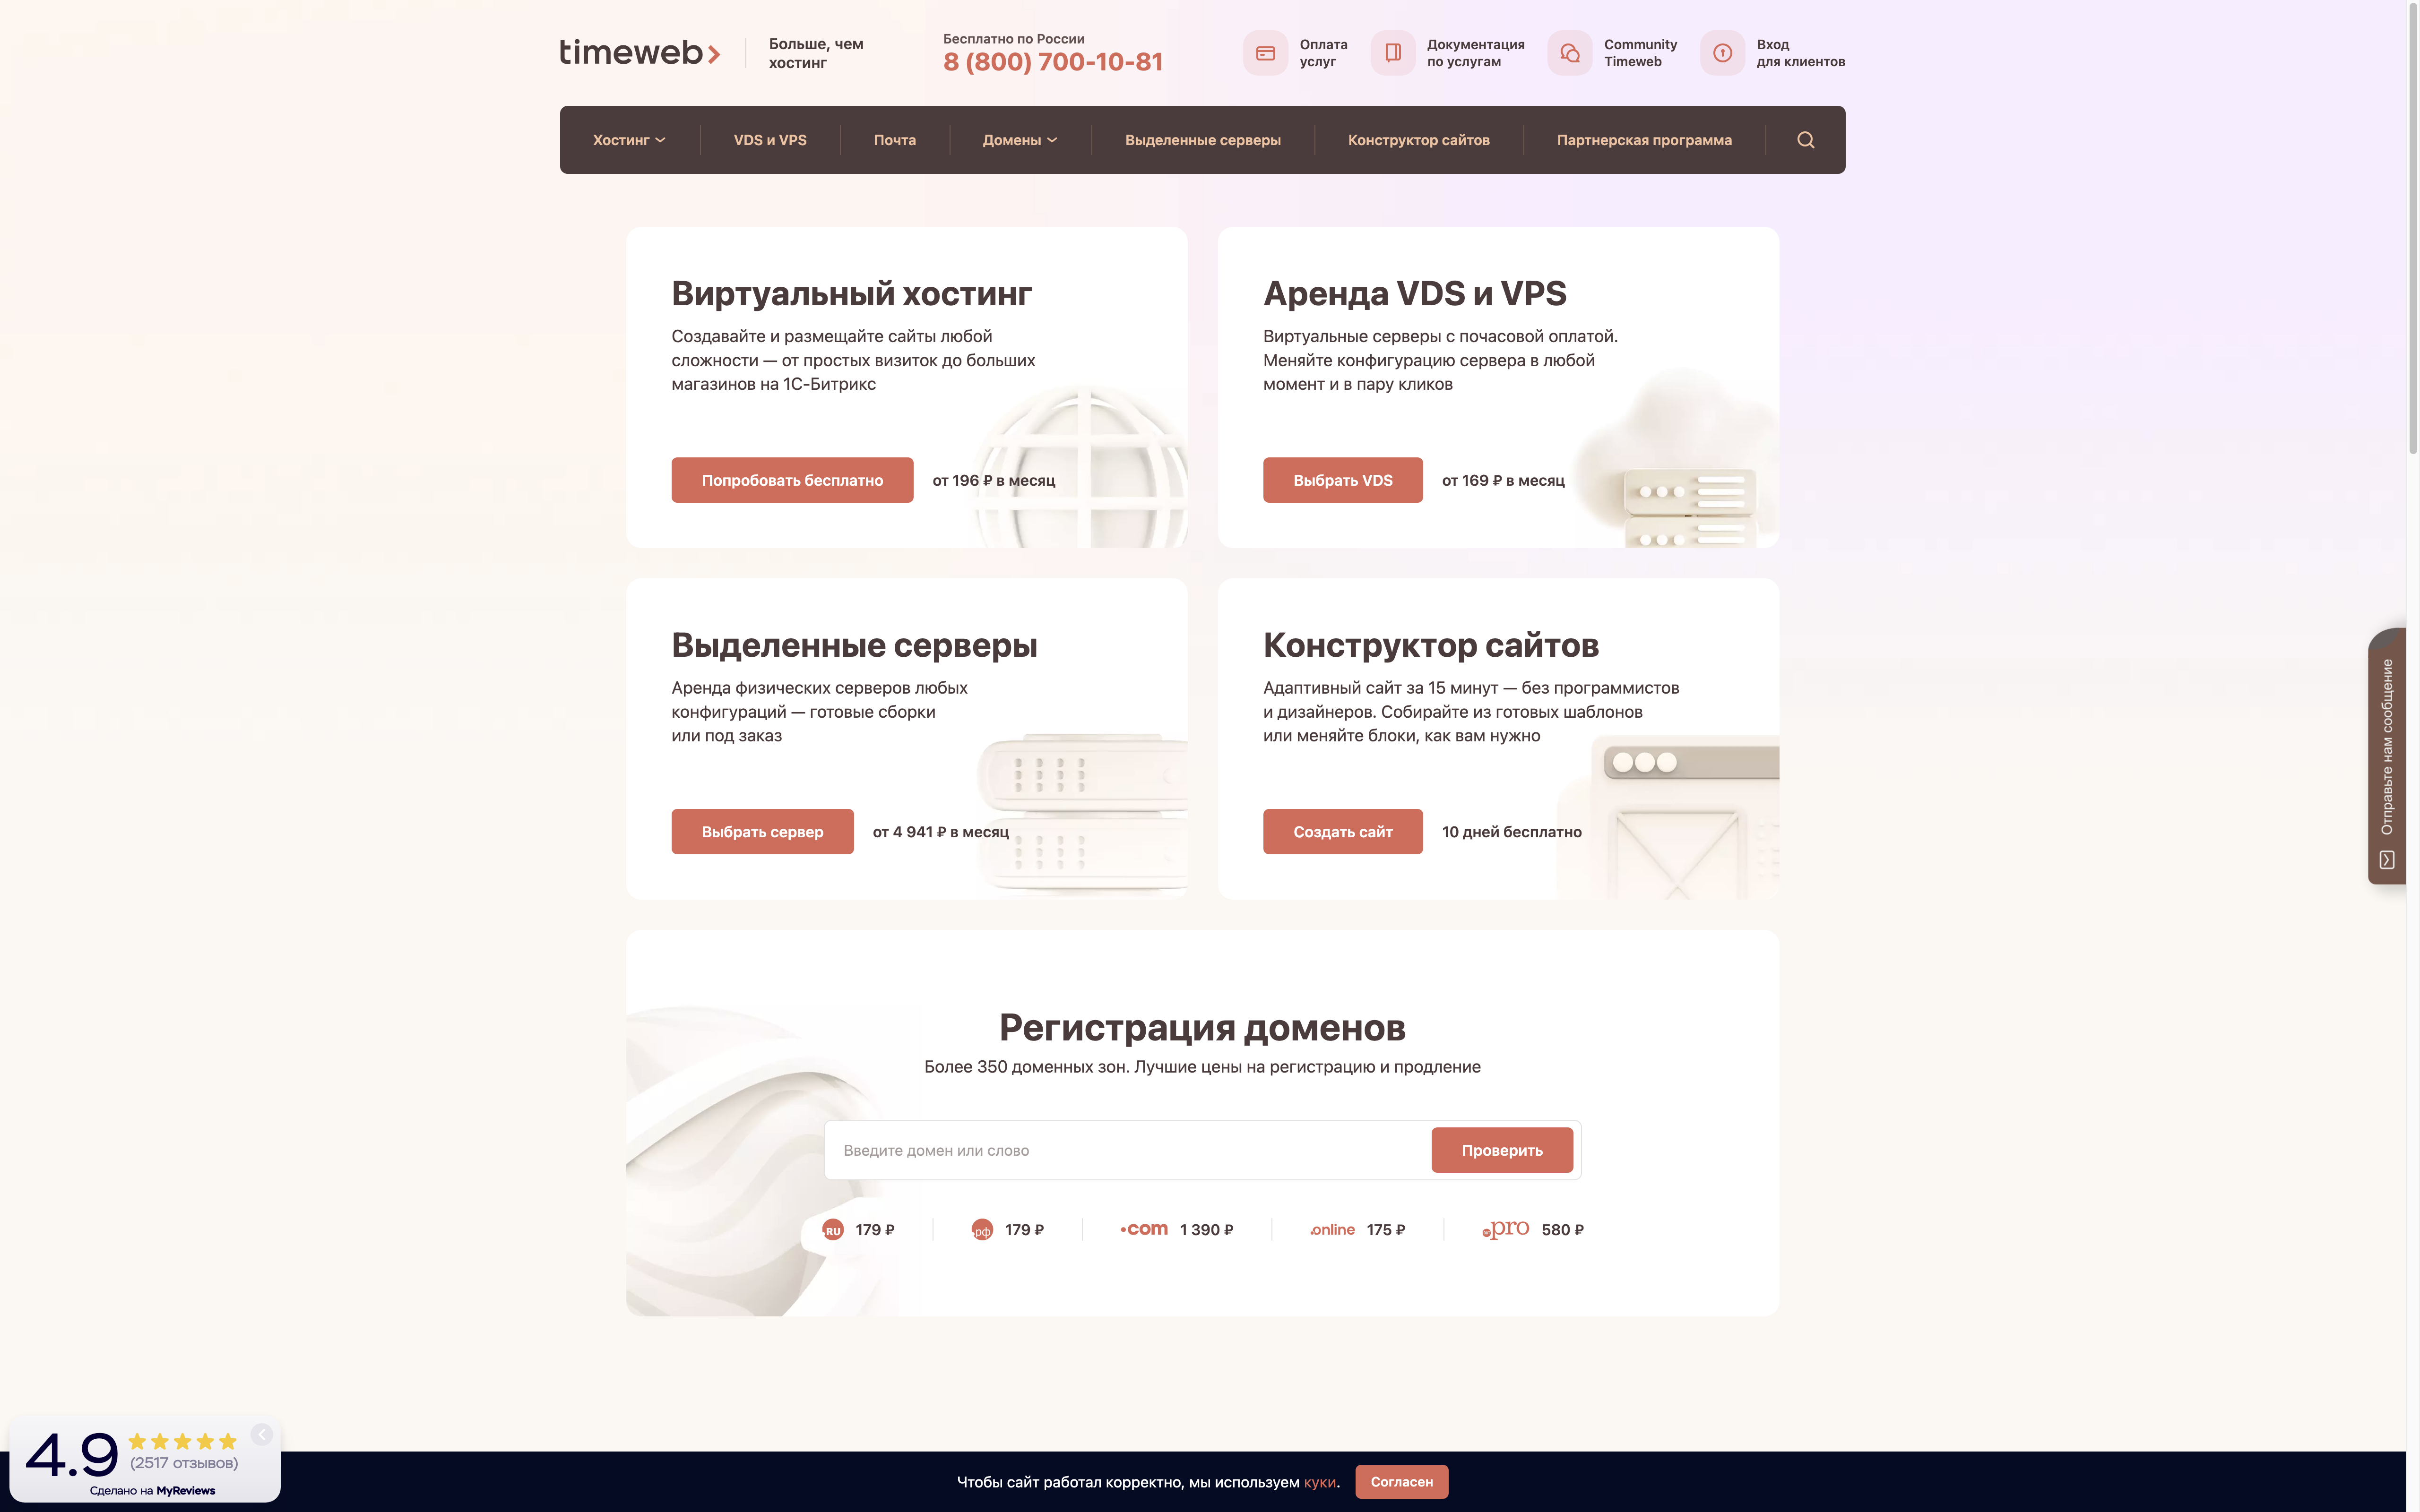 timeweb
Больше, чем
хостинг
Бесплатно по России
8 (800) 700-10-81
Оплата
услуг
Документация
по услугам
Community
Timeweb
Вход
для клиентов
Хостинг
VDS и VPS
Почта
Домены
Выделенные серверы
Конструктор сайтов
Партнерская программа
Виртуальный хостинг
Создавайте и размещайте сайты любой
сложности — от простых визиток до больших
магазинов на 1С-Битрикс
Попробовать бесплатно
от 196 ₽ в месяц
Аренда VDS и VPS
Виртуальные серверы с почасовой оплатой.
Меняйте конфигурацию сервера в любой
момент и в пару кликов
Выбрать VDS
от 169 ₽ в месяц
Выделенные серверы
Аренда физических серверов любых
конфигураций — готовые сборки
или под заказ
Выбрать сервер
от 4 941 ₽ в месяц
Конструктор сайтов
Адаптивный сайт за 15 минут — без программистов
и дизайнеров. Собирайте из готовых шаблонов
или меняйте блоки, как вам нужно
Создать сайт
10 дней бесплатно
Отправьте нам сообщение
Регистрация доменов
Более 350 доменных зон. Лучшие цены на регистрацию и продление
Введите домен или слово
Проверить
.RU 179 ₽
.рф 179 ₽
.com 1 390 ₽
.online 175 ₽
.pro 580 ₽
4.9
(2517 отзывов)
Сделано на MyReviews
Чтобы сайт работал корректно, мы используем куки.
Согласен